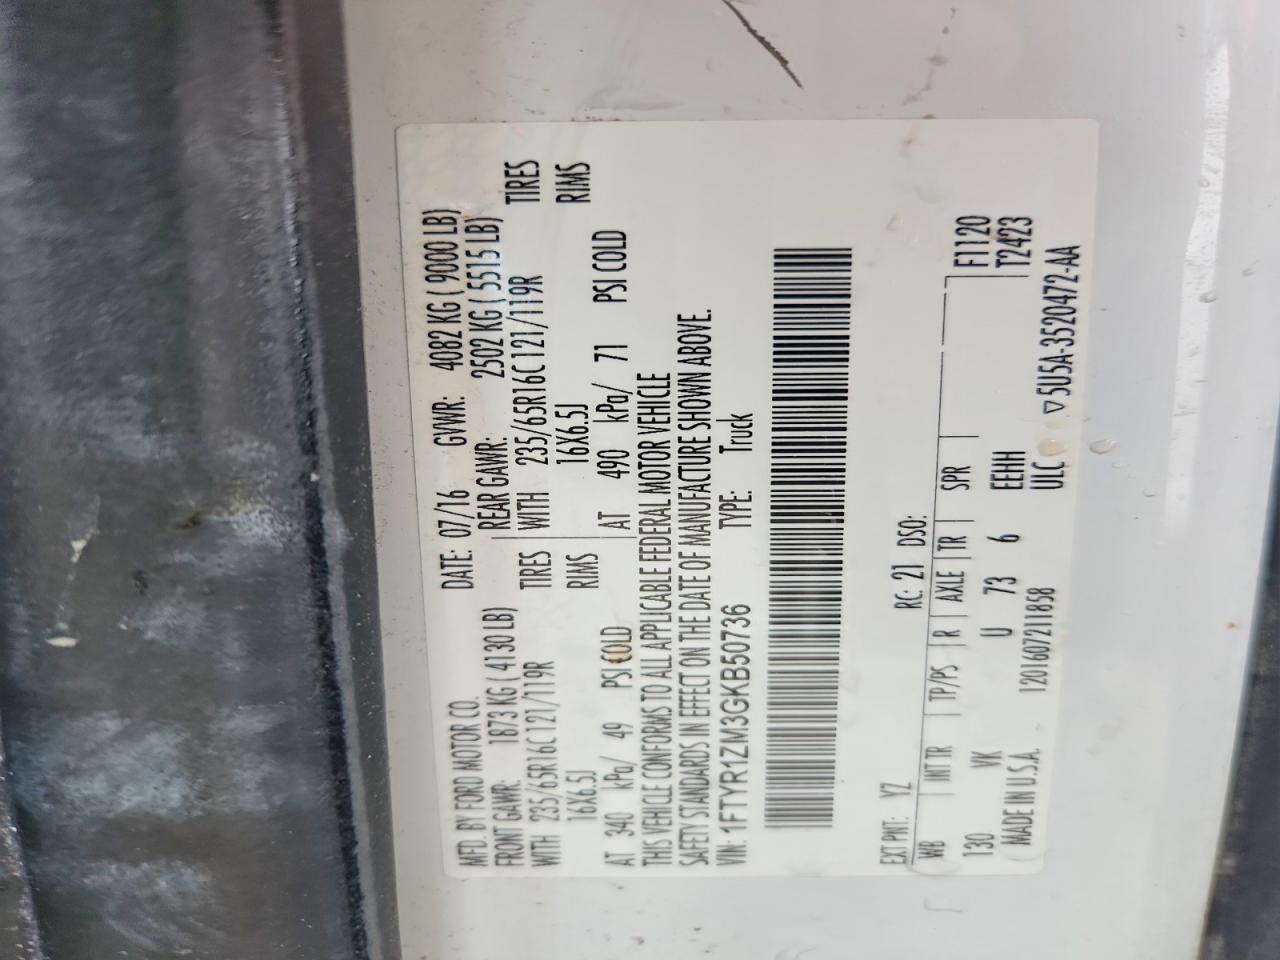 MFD. BY FORD MOTOR CO. DATE: 07/16 GVWR: 4082 KG ( 9000 LB)
FRONT GAWR: 1873 KG ( 4130 LB) REAR GAWR: 2502 KG ( 5515 LB)
WITH 235/65R16C 121/119R TIRES WITH 235/65R16C 121/119R TIRES
16X6.5J RIMS 16X6.5J RIMS
AT 340 kPa/ 49 PSI COLD AT 490 kPa/ 71 PSI COLD
THIS VEHICLE CONFORMS TO ALL APPLICABLE FEDERAL MOTOR VEHICLE
SAFETY STANDARDS IN EFFECT ON THE DATE OF MANUFACTURE SHOWN ABOVE.
VIN: 1FTYR1ZM3GKB50736 TYPE: Truck
EXT PNT: YZ RC: 21 DSO:
WB INT TR TP/PS R AXLE TR SPR F1120
130 VK U 73 6 EEHH T2423
MADE IN U.S.A. 1201607211858 ULC ▽5U5A-3520472-AA